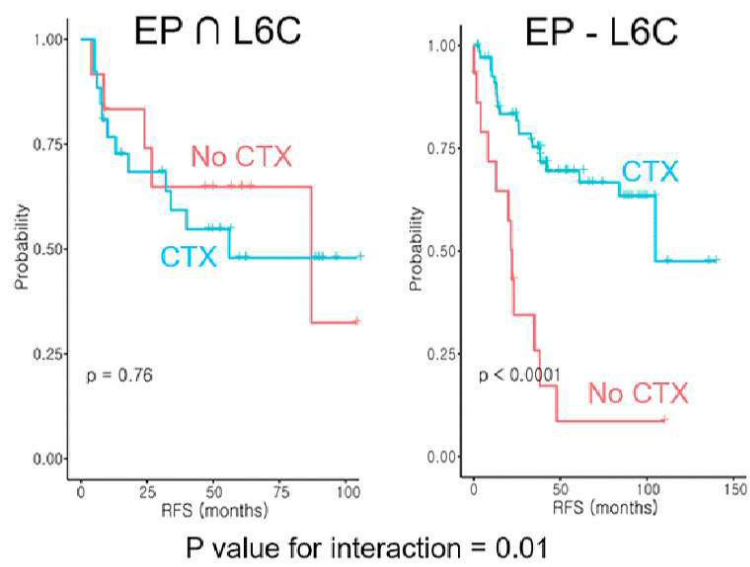 EP ∩ L6C
1.00
0.75
0.50
0.25
0.00
Probability
No CTX
CTX
p = 0.76
0 25 50 75 100
RFS (months)
EP - L6C
1.00
0.75
0.50
0.25
0.00
Probability
CTX
p < 0.0001
No CTX
0 50 100 150
RFS (months)
P value for interaction = 0.01